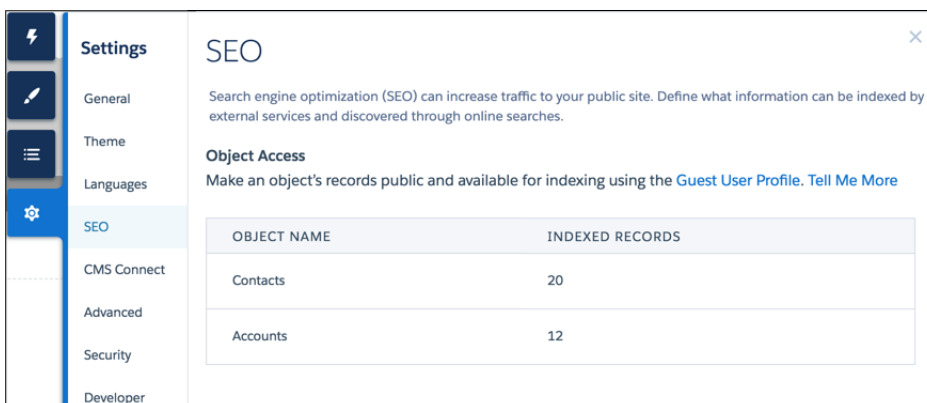 Settings
General
Theme
Languages
SEO
CMS Connect
Advanced
Security
Developer
SEO
Search engine optimization (SEO) can increase traffic to your public site. Define what information can be indexed by
external services and discovered through online searches.
Object Access
Make an object's records public and available for indexing using the Guest User Profile. Tell Me More
OBJECT NAME INDEXED RECORDS
Contacts 20
Accounts 12